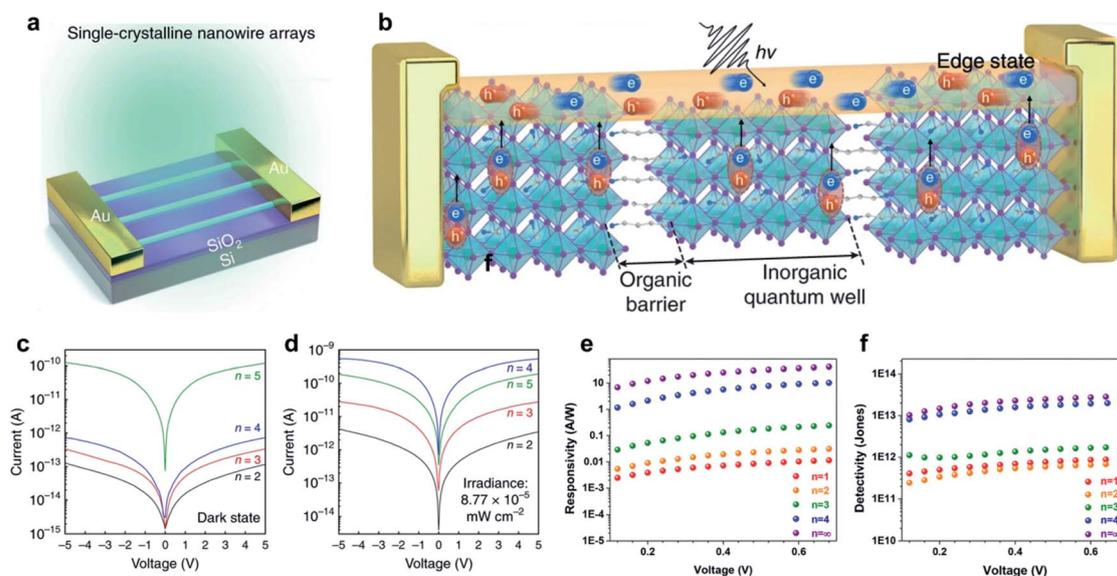 a
Single-crystalline nanowire arrays
Au
Au
SiO2
Si
b
hv
Edge state
e
h+
f
Organic
barrier
Inorganic
quantum well
c
Current (A)
10−10
10−11
10−12
10−13
10−14
10−15
n = 5
n = 4
n = 3
n = 2
Dark state
−5 −4 −3 −2 −1 0 1 2 3 4 5
Voltage (V)
d
Current (A)
10−9
10−10
10−11
10−12
10−13
10−14
n = 4
n = 5
n = 3
n = 2
Irradiance:
8.77 × 10−5
mW cm−2
−5 −4 −3 −2 −1 0 1 2 3 4 5
Voltage (V)
e
Responsivity (A/W)
10
1
0.1
0.01
1E-3
1E-4
1E-5
n=1
n=2
n=3
n=4
n=∞
0.2 0.4 0.6
Voltage (V)
f
Detectivity (Jones)
1E14
1E13
1E12
1E11
1E10
n=1
n=2
n=3
n=4
n=∞
0.2 0.4 0.6
Voltage (V)